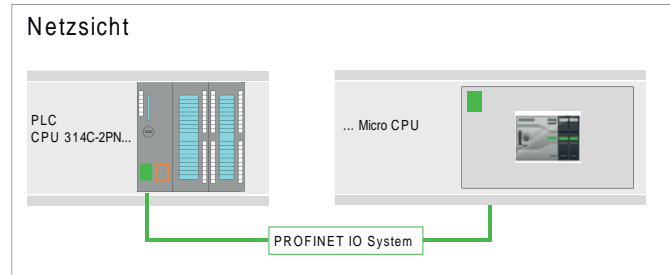 Netzsicht
PLC
CPU 314C-2PN...
... Micro CPU
PROFINET IO System